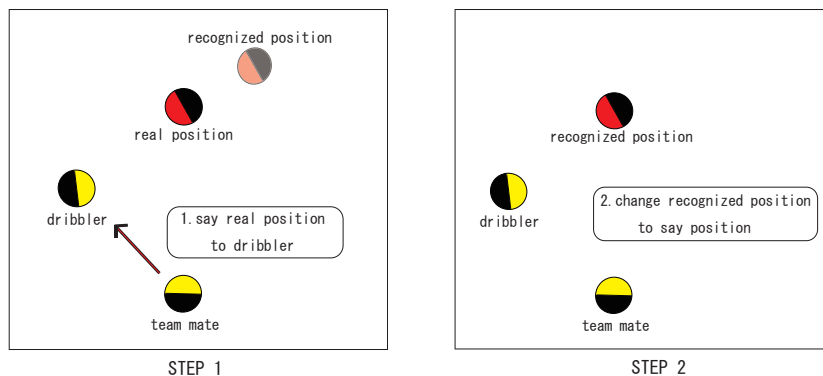 recognized position
real position
dribbler
1.say real position
to dribbler
team mate
STEP 1
recognized position
dribbler
2.change recognized position
to say position
team mate
STEP 2